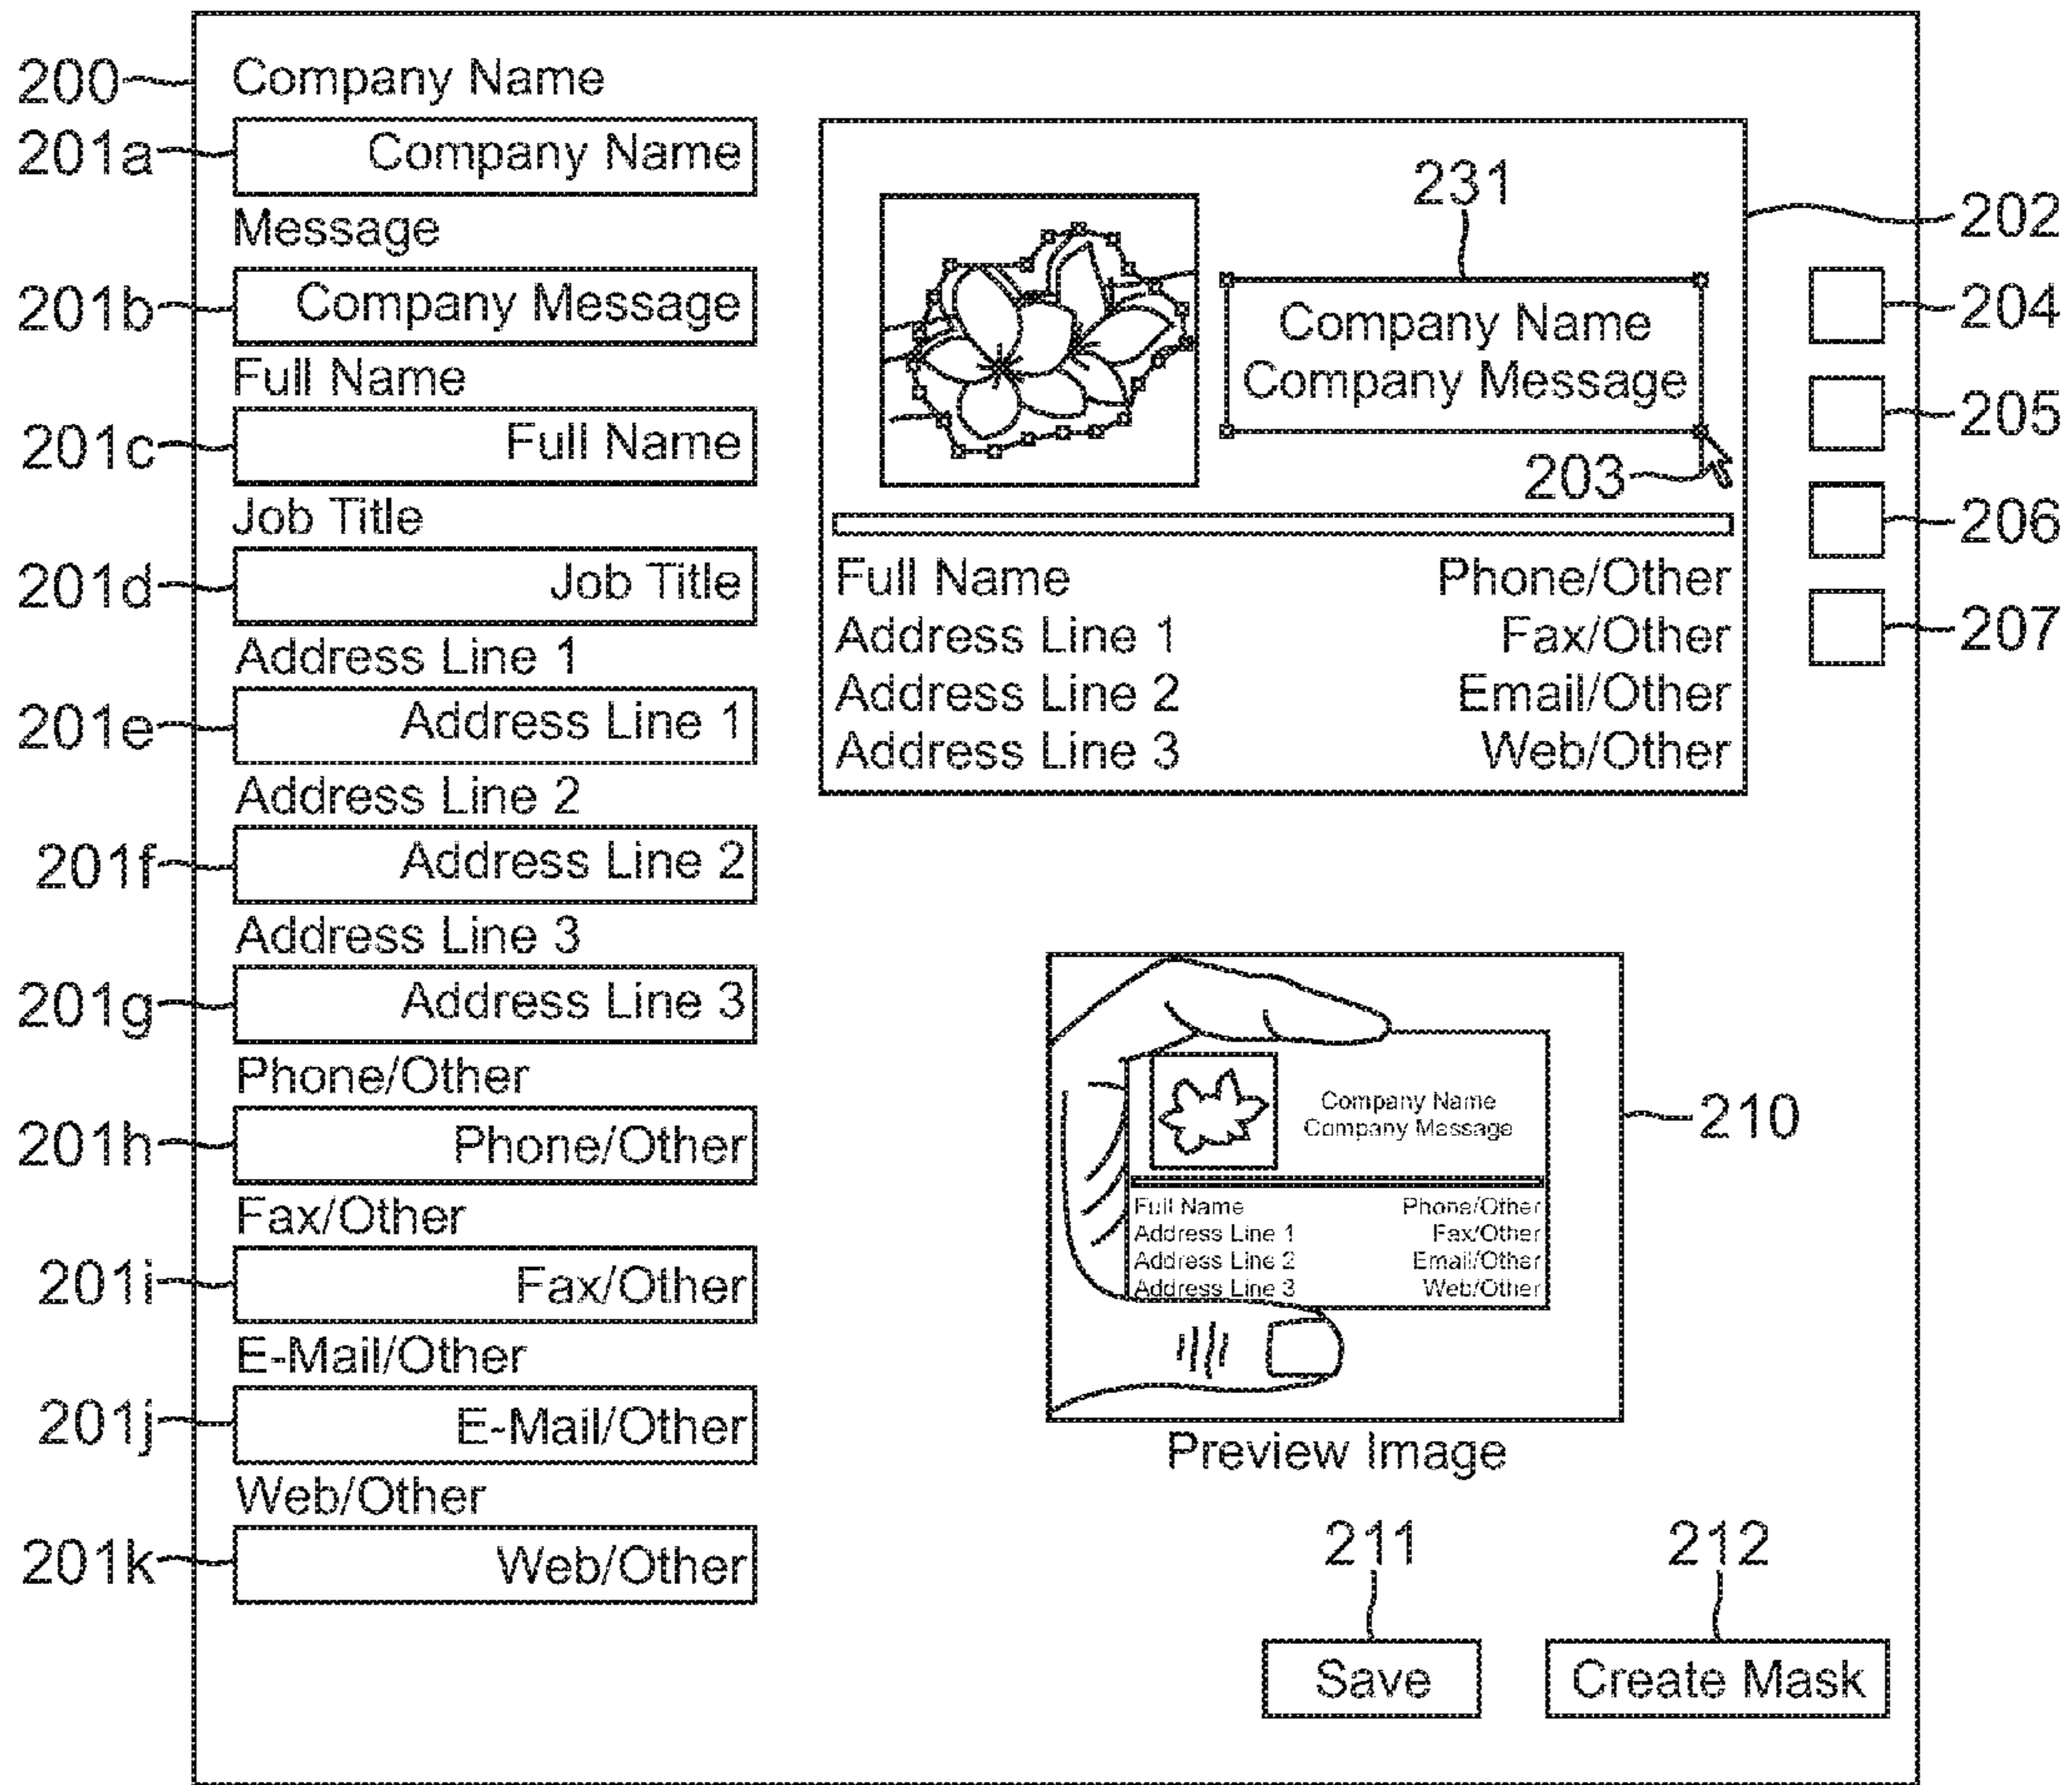 200
Company Name
201a
Company Name
Message
201b
Company Message
Full Name
201c
Full Name
Job Title
201d
Job Title
Address Line 1
201e
Address Line 1
Address Line 2
201f
Address Line 2
Address Line 3
201g
Address Line 3
Phone/Other
201h
Phone/Other
Fax/Other
201i
Fax/Other
E-Mail/Other
201j
E-Mail/Other
Web/Other
201k
Web/Other
231
202
Company Name
Company Message
203
204
205
206
207
Full Name Phone/Other
Address Line 1 Fax/Other
Address Line 2 Email/Other
Address Line 3 Web/Other
210
Company Name
Company Message
Full Name Phone/Other
Address Line 1 Fax/Other
Address Line 2 Email/Other
Address Line 3 Web/Other
Preview Image
211
212
Save
Create Mask